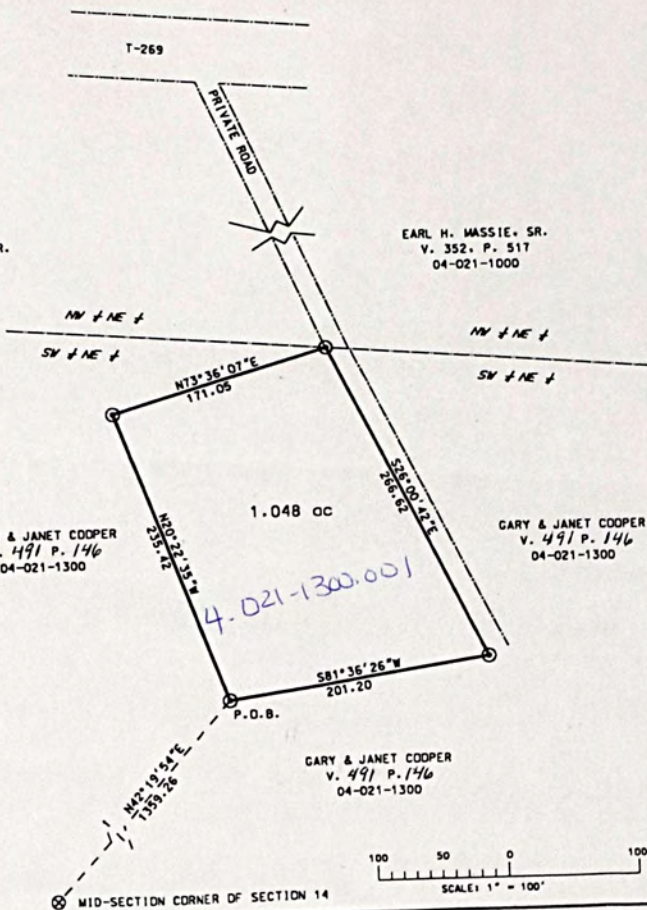 T-269
PRIVATE ROAD
EARL H. MASSIE, SR.
V. 352, P. 517
04-021-1000
R.
NW ¼ NE ¼
SW ¼ NE ¼
NW ¼ NE ¼
SW ¼ NE ¼
N73°36'07"E
171.05
S26°00'42"E
266.62
1.048 ac
N20°22'35"W
235.42
& JANET COOPER
. 491 P. 146
04-021-1300
GARY & JANET COOPER
V. 491 P. 146
04-021-1300
4-021-1300.001
S81°36'26"W
201.20
P.O.B.
GARY & JANET COOPER
V. 491 P. 146
04-021-1300
N42°19'54"E
1359.26
MID-SECTION CORNER OF SECTION 14
100 50 0 100
SCALE: 1" = 100'